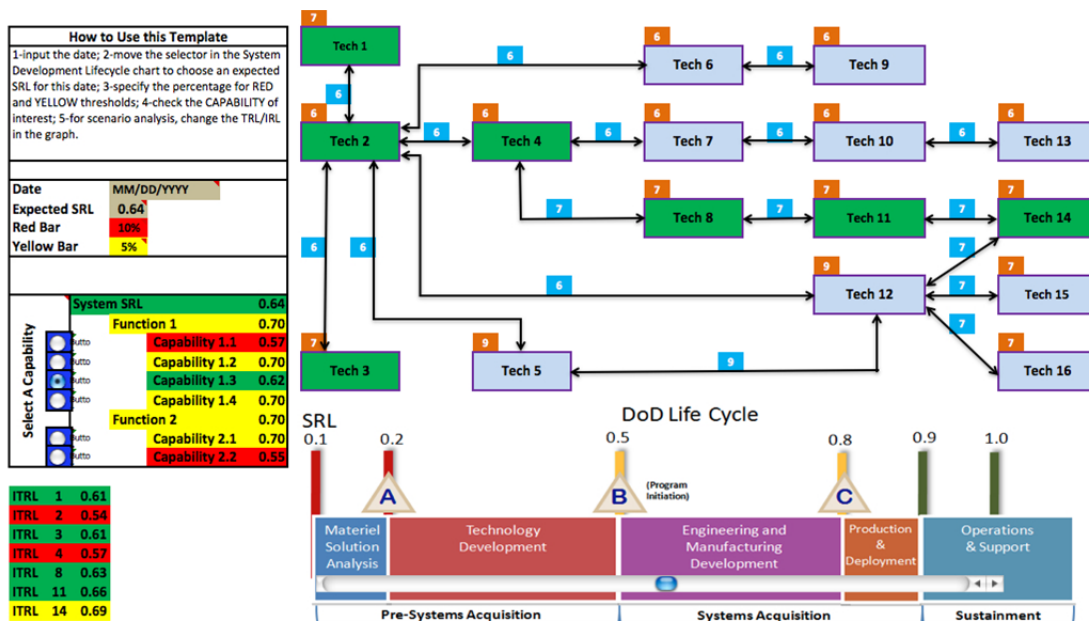 How to Use this Template
1-input the date; 2-move the selector in the System
Development Lifecycle chart to choose an expected
SRL for this date; 3-specify the percentage for RED
and YELLOW thresholds; 4-check the CAPABILITY of
interest; 5-for scenario analysis, change the TRL/IRL
in the graph.
Date MM/DD/YYYY
Expected SRL 0.64
Red Bar 10%
Yellow Bar 5%
Select A Capability
System SRL 0.64
Function 1 0.70
Butto Capability 1.1 0.57
Butto Capability 1.2 0.70
Butto Capability 1.3 0.62
Butto Capability 1.4 0.70
Function 2 0.70
Butto Capability 2.1 0.70
Butto Capability 2.2 0.55
ITRL 1 0.61
ITRL 2 0.54
ITRL 3 0.61
ITRL 4 0.57
ITRL 8 0.63
ITRL 11 0.66
ITRL 14 0.69
7
Tech 1
6
6
Tech 6
6
6
Tech 9
6
6
Tech 2
6
6
Tech 4
6
6
Tech 7
6
6
Tech 10
6
6
Tech 13
7
7
Tech 8
7
7
Tech 11
7
7
Tech 14
6
6
6
9
Tech 12
7
7
7
7
Tech 15
7
Tech 3
9
Tech 5
9
7
Tech 16
SRL
DoD Life Cycle
0.1 0.2 0.5 0.8 0.9 1.0
A
B
(Program
Initiation)
C
Materiel
Solution
Analysis
Technology
Development
Engineering and
Manufacturing
Development
Production
&
Deployment
Operations
& Support
Pre-Systems Acquisition
Systems Acquisition
Sustainment